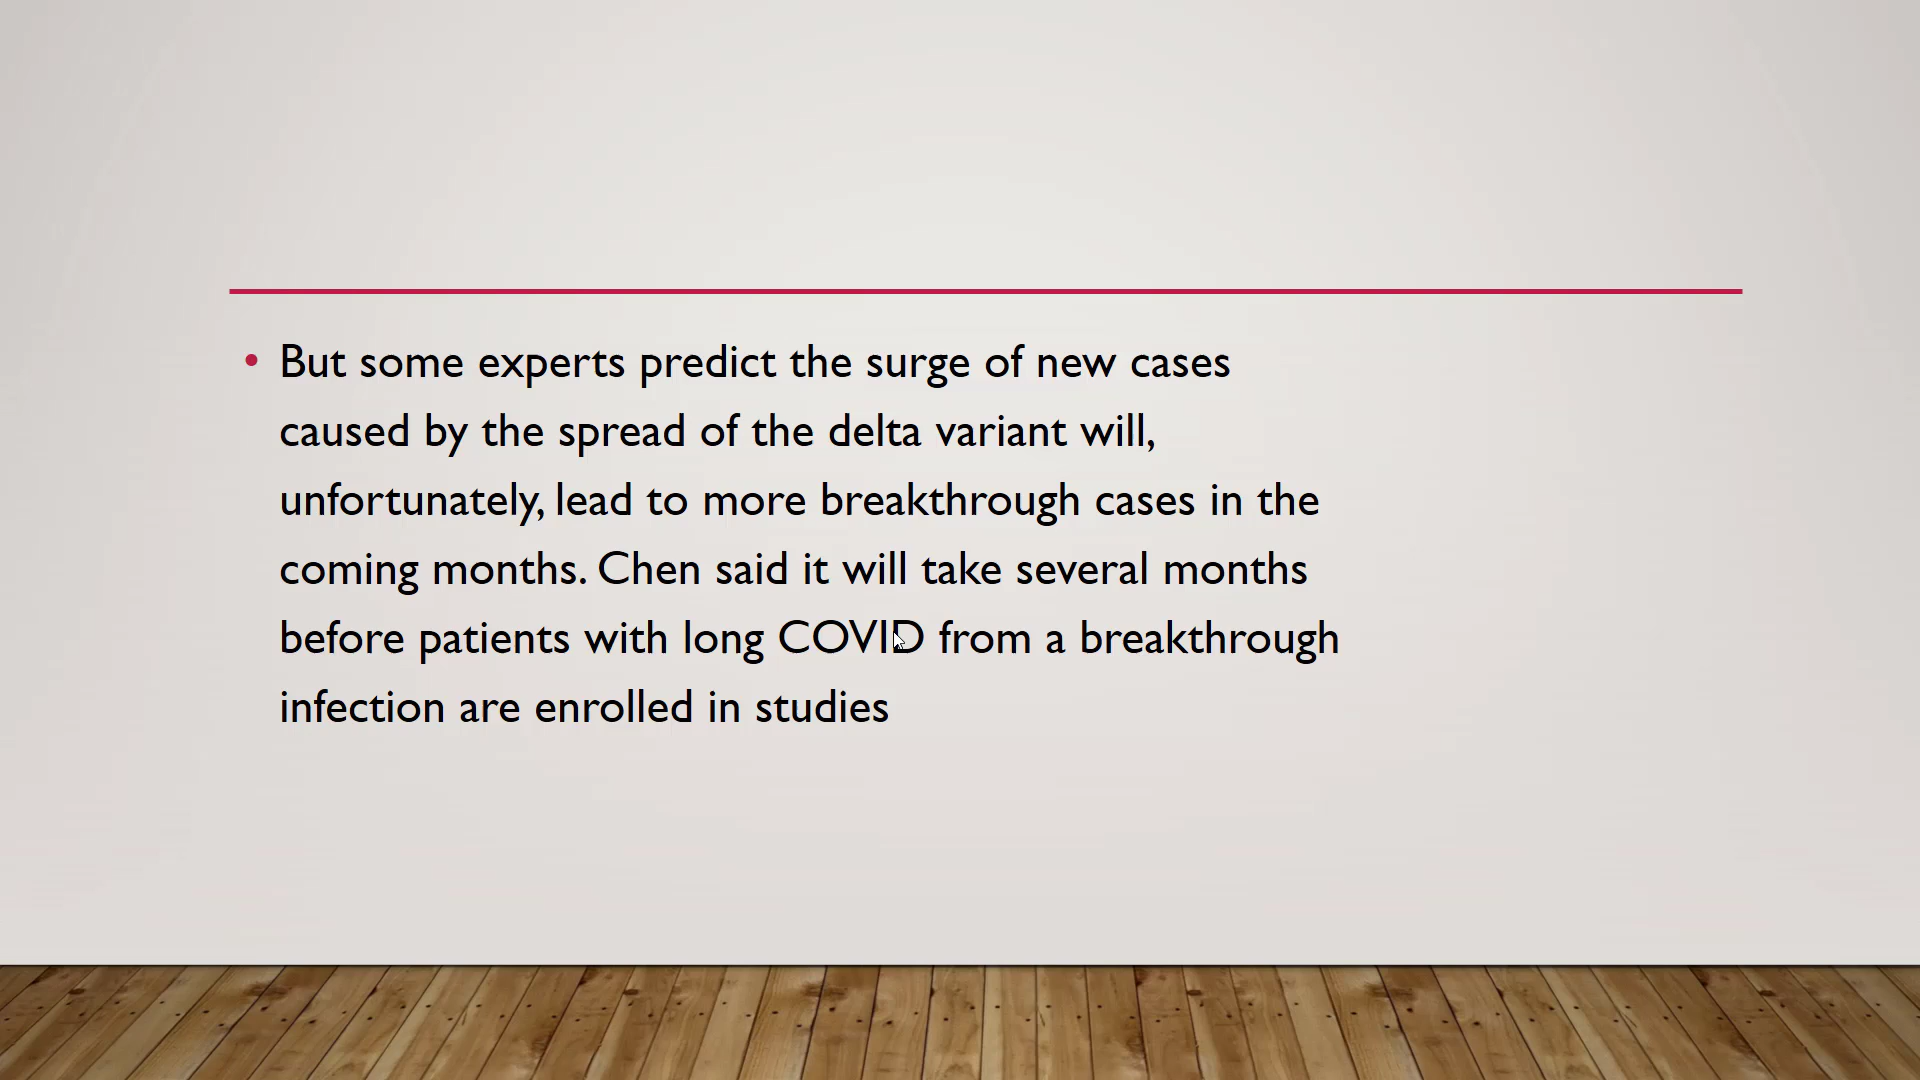 • But some experts predict the surge of new cases
caused by the spread of the delta variant will,
unfortunately, lead to more breakthrough cases in the
coming months. Chen said it will take several months
before patients with long COVID from a breakthrough
infection are enrolled in studies